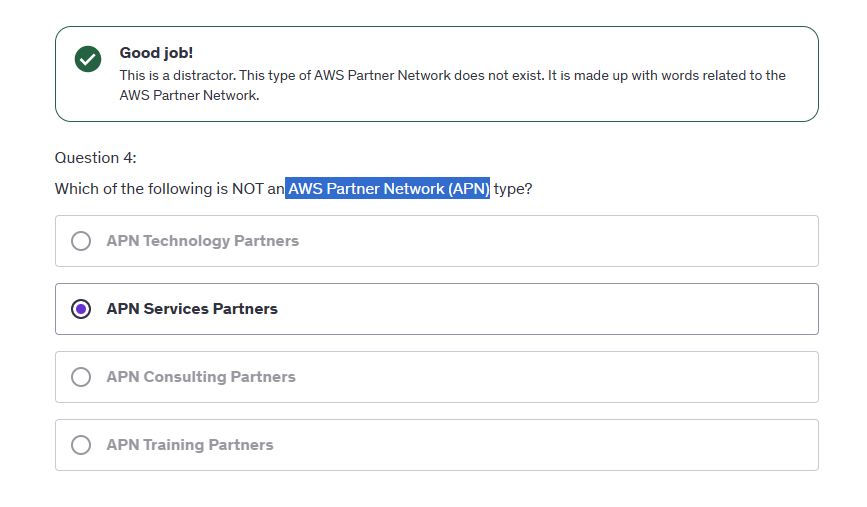 Good job!
This is a distractor. This type of AWS Partner Network does not exist. It is made up with words related to the
AWS Partner Network.
Question 4:
Which of the following is NOT an AWS Partner Network (APN) type?
APN Technology Partners
APN Services Partners
APN Consulting Partners
APN Training Partners